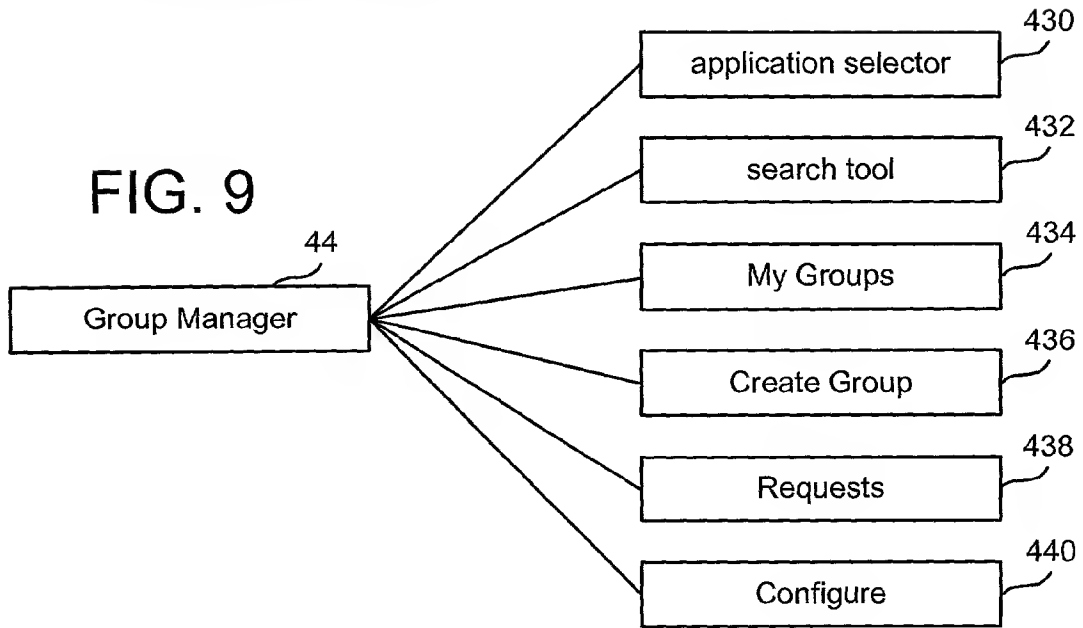 FIG. 9
44
Group Manager
430
application selector
432
search tool
434
My Groups
436
Create Group
438
Requests
440
Configure